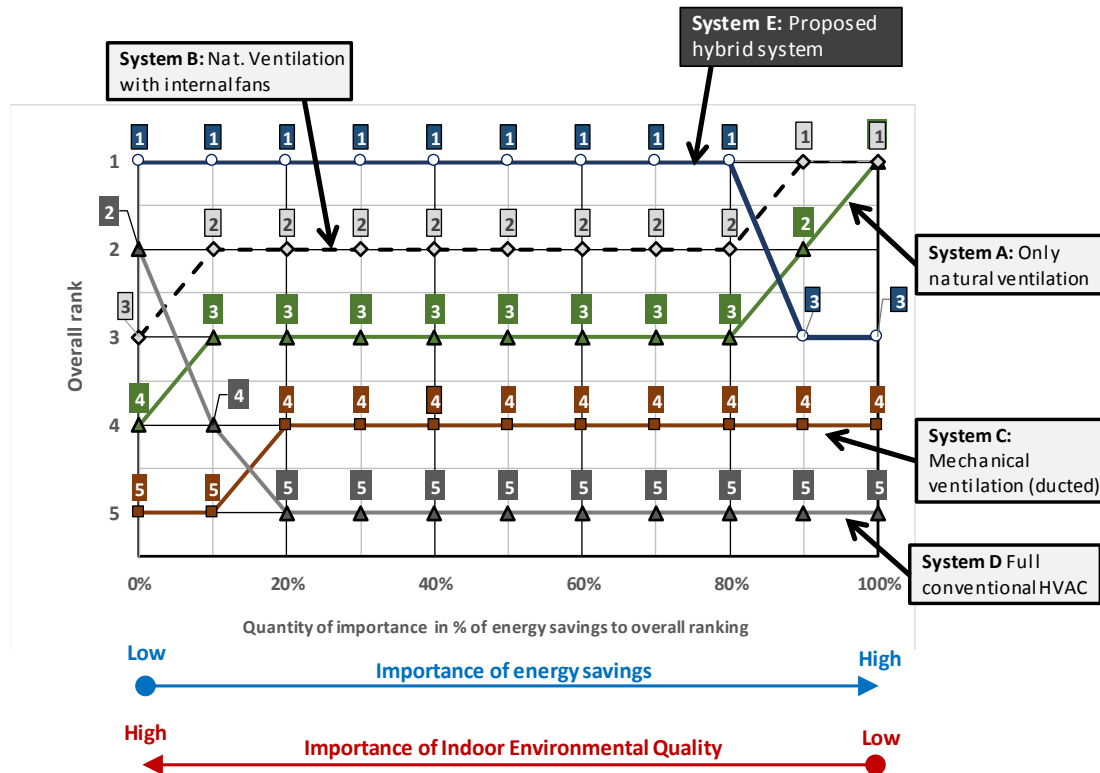 System E: Proposed
hybrid system
System B: Nat. Ventilation
with internal fans
1 1 1 1 1 1 1 1 1 1 1
1
2
2 2 2 2 2 2 2 2 2
2
System A: Only
natural ventilation
3
3 3 3 3 3 3 3 3 3 3
3
4
4
4 4 4 4 4 4 4 4 4
4
System C:
Mechanical
ventilation (ducted)
5 5
5 5 5 5 5 5 5 5 5
5
System D Full
conventional HVAC
Overall rank
0% 20% 40% 60% 80% 100%
Quantity of importance in % of energy savings to overall ranking
Low
High
Importance of energy savings
High
Low
Importance of Indoor Environmental Quality